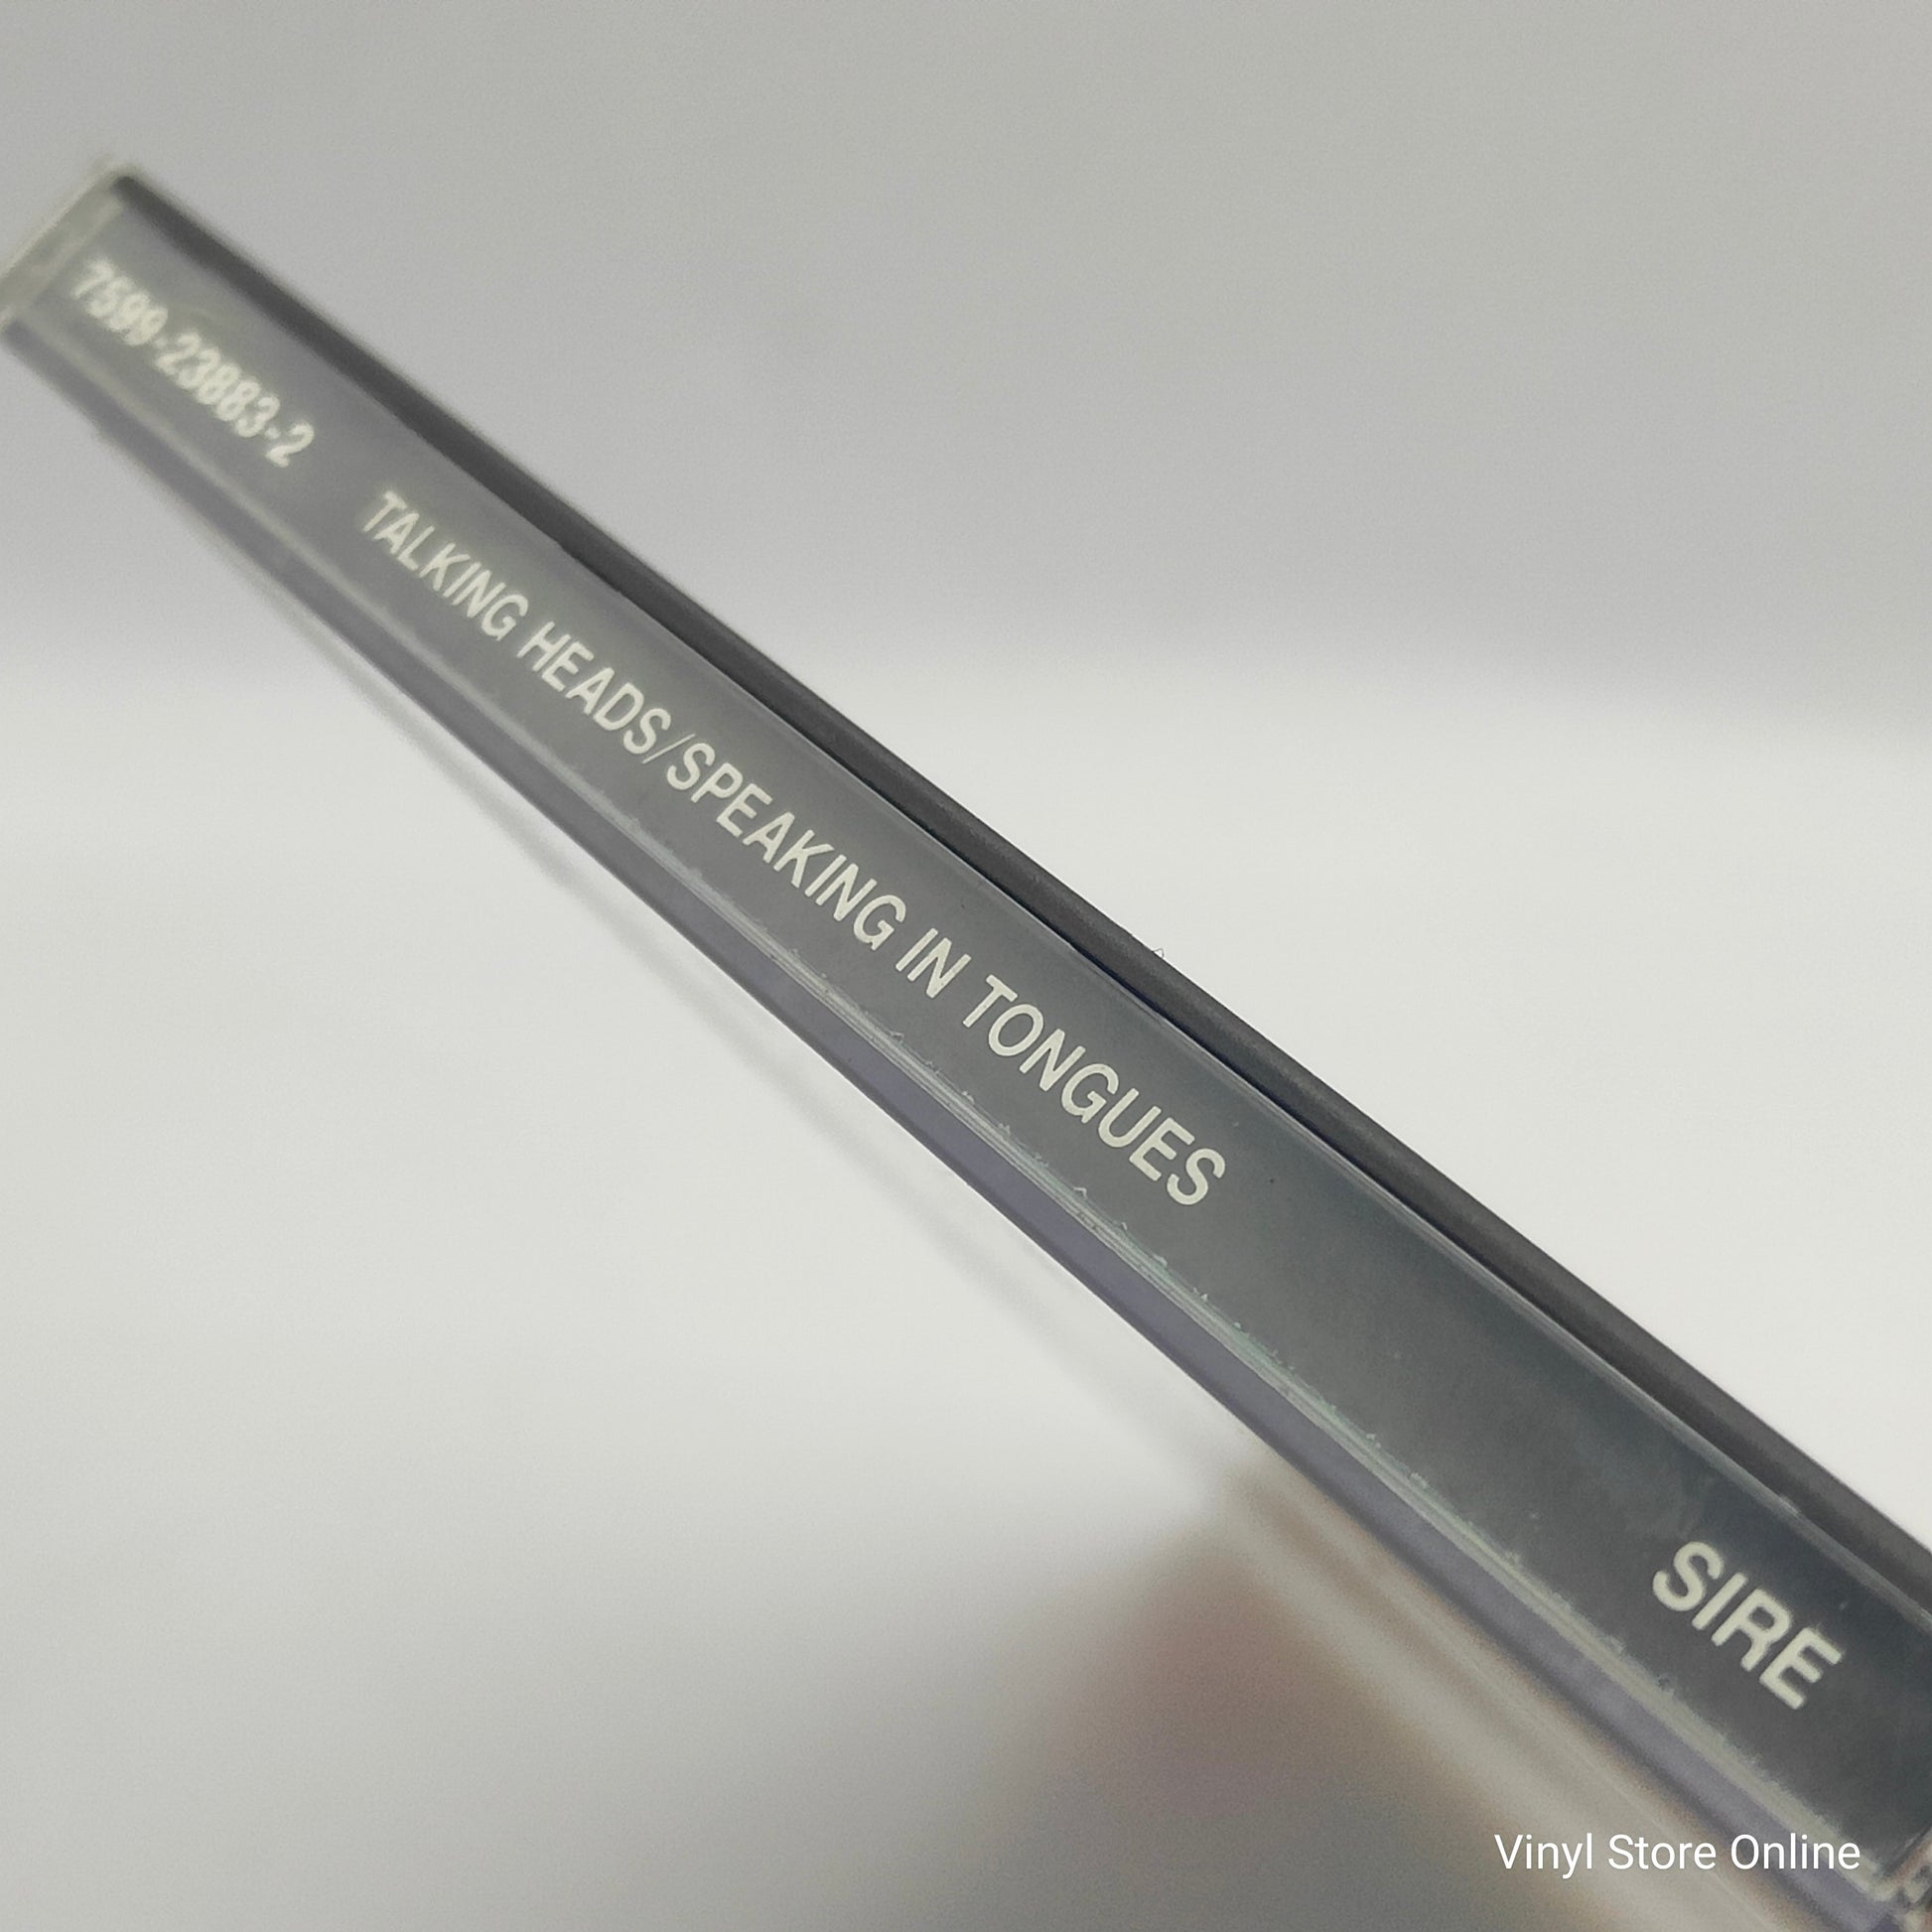 7599-23883-2 TALKING HEADS/SPEAKING IN TONGUES SIRE
Vinyl Store Online